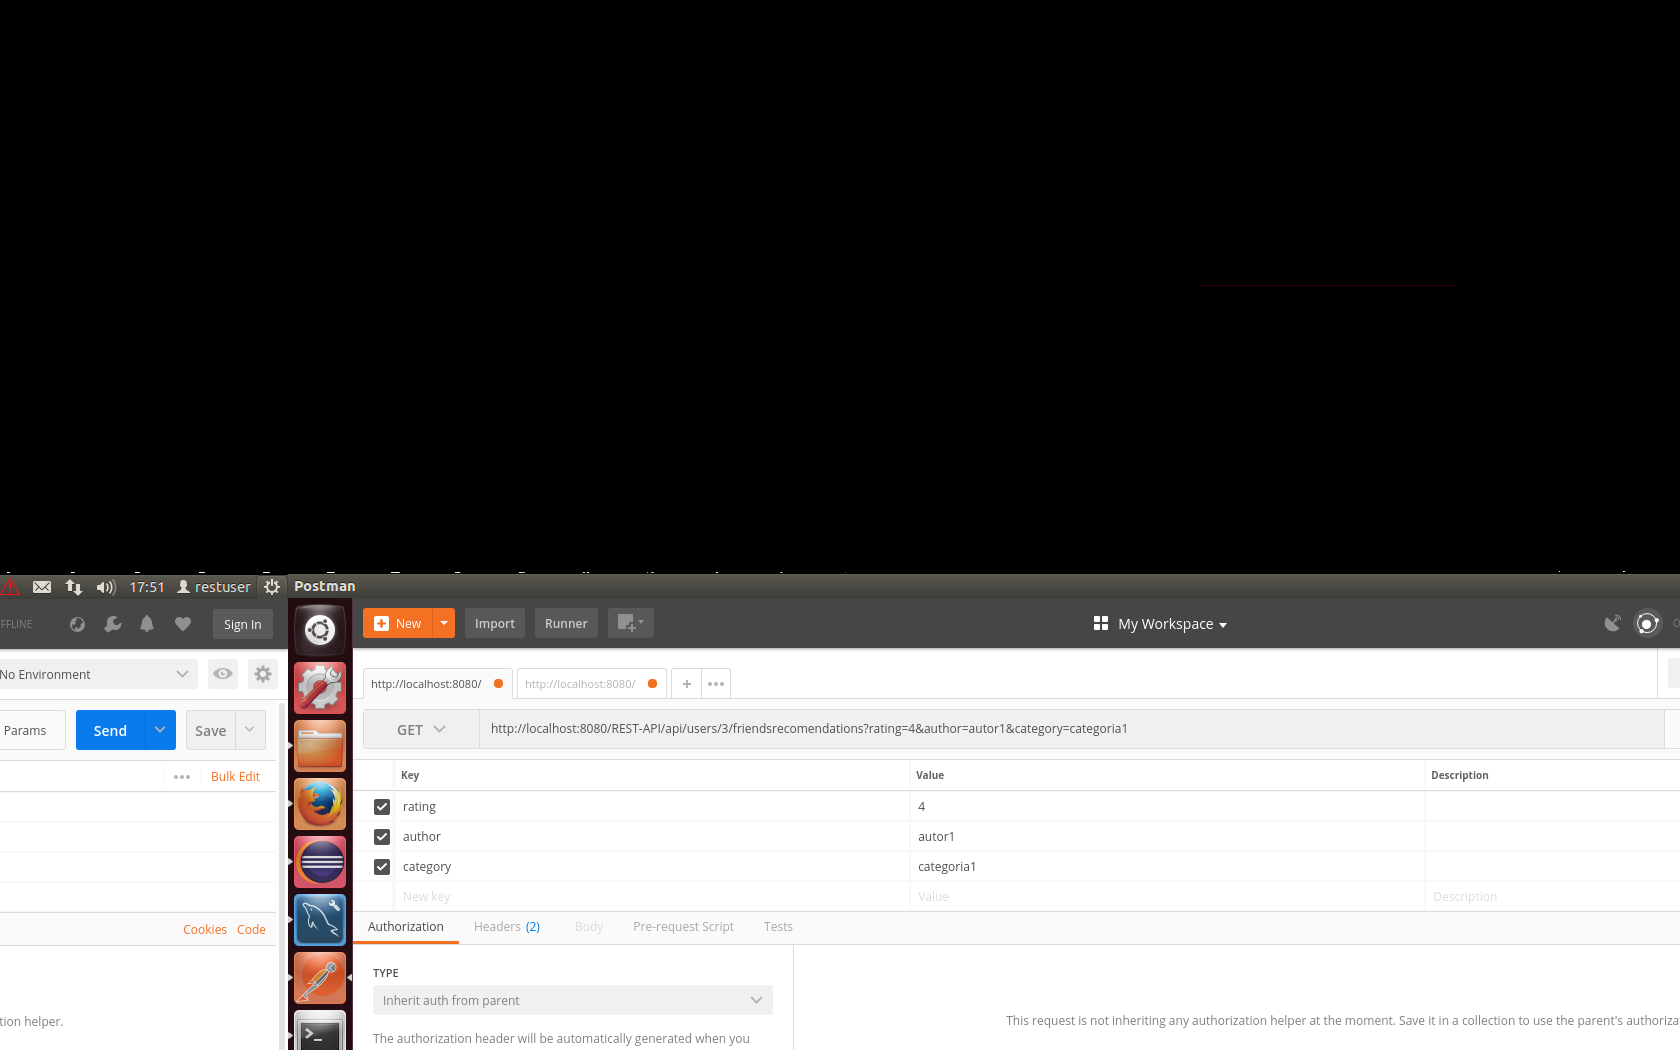 17:51 restuser Postman
FFLINE Sign In New Import Runner My Workspace
No Environment http://localhost:8080/ http://localhost:8080/ + •••
Params Send Save GET http://localhost:8080/REST-API/api/users/3/friendsrecomendations?rating=4&author=autor1&category=categoria1
••• Bulk Edit Key Value Description
rating 4
author autor1
category categoria1
New key Value Description
Cookies Code Authorization Headers (2) Body Pre-request Script Tests
TYPE
Inherit auth from parent
tion helper. This request is not inheriting any authorization helper at the moment. Save it in a collection to use the parent's authoriza
The authorization header will be automatically generated when you